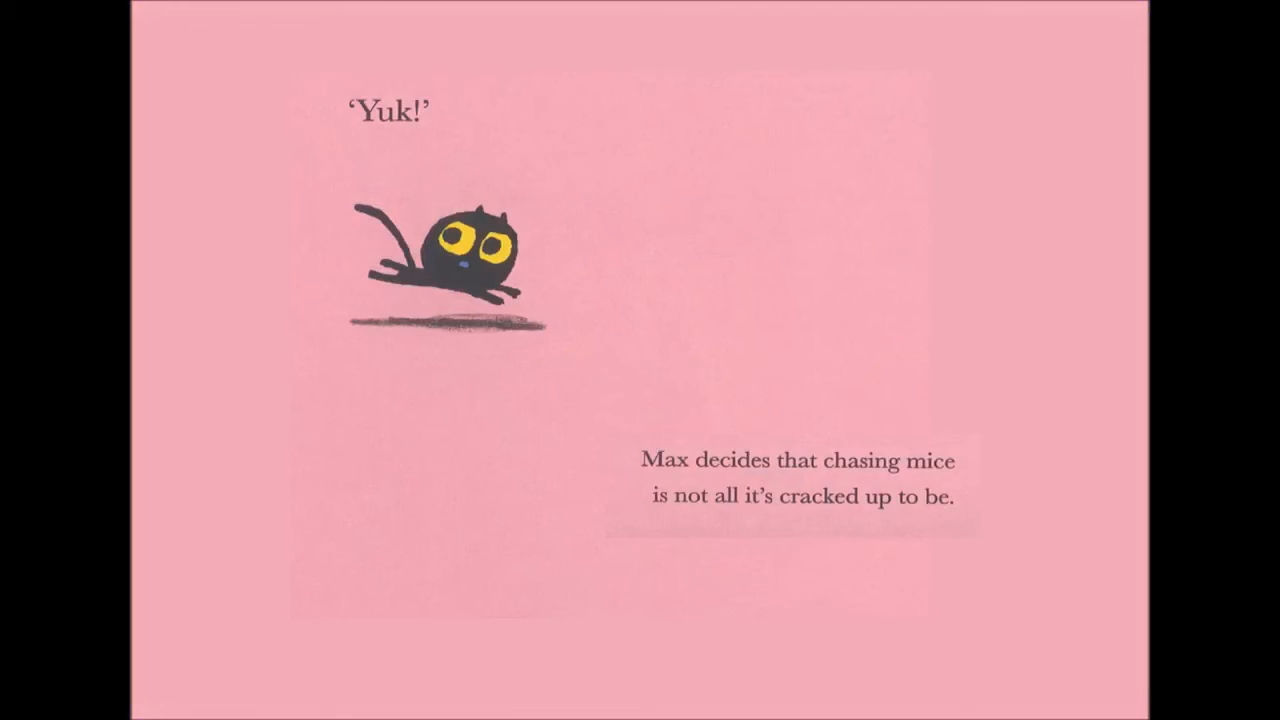 ‘Yuk!’
Max decides that chasing mice
is not all it’s cracked up to be.